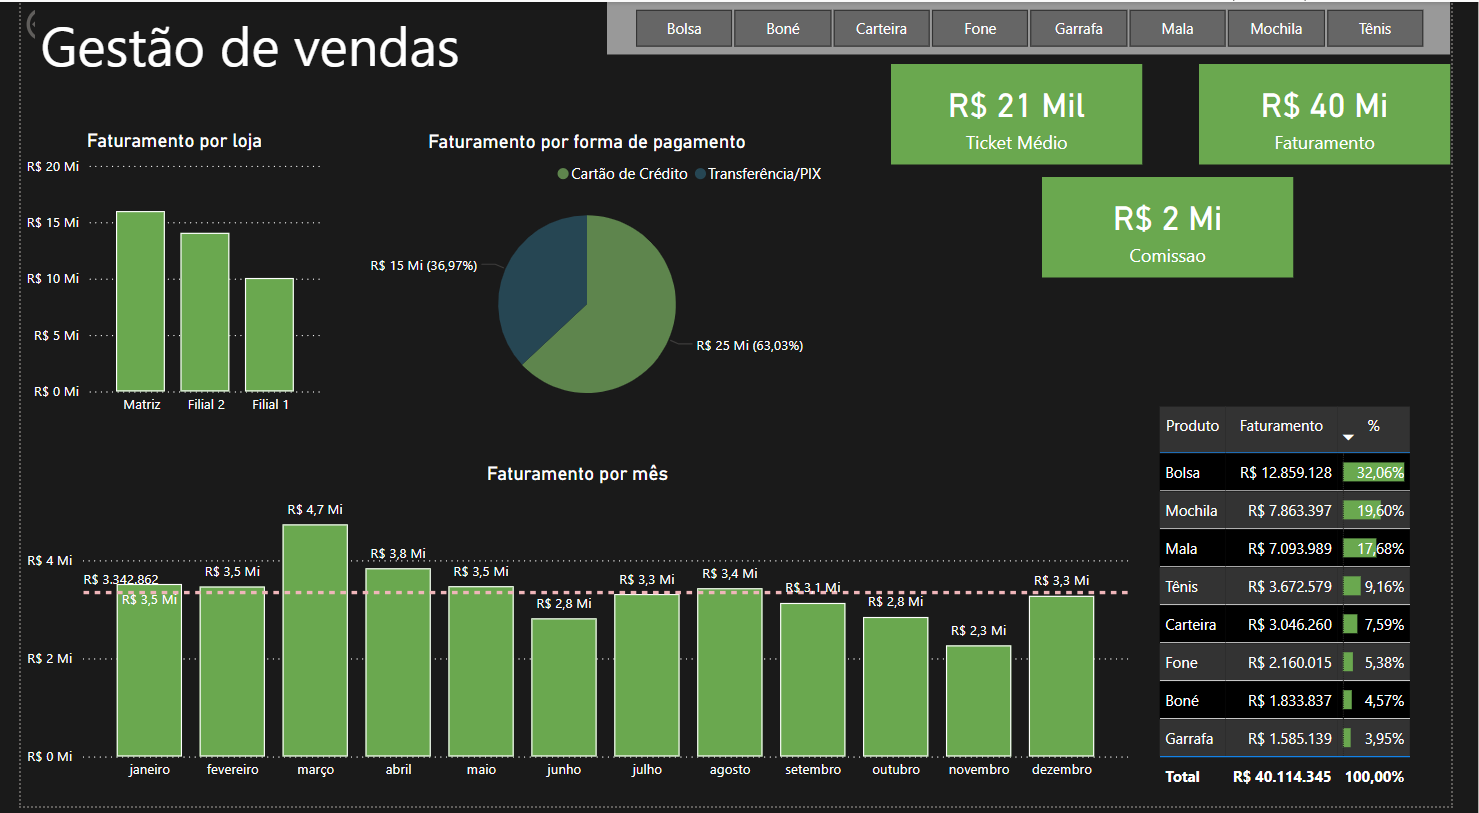 Gestão de vendas
Bolsa Boné Carteira Fone Garrafa Mala Mochila Tênis
R$ 21 Mil
Ticket Médio
R$ 40 Mi
Faturamento
R$ 2 Mi
Comissao
Faturamento por loja
R$ 20 Mi
R$ 15 Mi
R$ 10 Mi
R$ 5 Mi
R$ 0 Mi
Matriz Filial 2 Filial 1
Faturamento por forma de pagamento
Cartão de Crédito Transferência/PIX
R$ 15 Mi (36,97%)
R$ 25 Mi (63,03%)
Faturamento por mês
R$ 4 Mi
R$ 2 Mi
R$ 0 Mi
R$ 3.342.862
R$ 3,5 Mi
R$ 3,5 Mi
R$ 4,7 Mi
R$ 3,8 Mi
R$ 3,5 Mi
R$ 2,8 Mi
R$ 3,3 Mi
R$ 3,4 Mi
R$ 3,1 Mi
R$ 2,8 Mi
R$ 2,3 Mi
R$ 3,3 Mi
janeiro fevereiro março abril maio junho julho agosto setembro outubro novembro dezembro
Produto Faturamento %
Bolsa R$ 12.859.128 32,06%
Mochila R$ 7.863.397 19,60%
Mala R$ 7.093.989 17,68%
Tênis R$ 3.672.579 9,16%
Carteira R$ 3.046.260 7,59%
Fone R$ 2.160.015 5,38%
Boné R$ 1.833.837 4,57%
Garrafa R$ 1.585.139 3,95%
Total R$ 40.114.345 100,00%